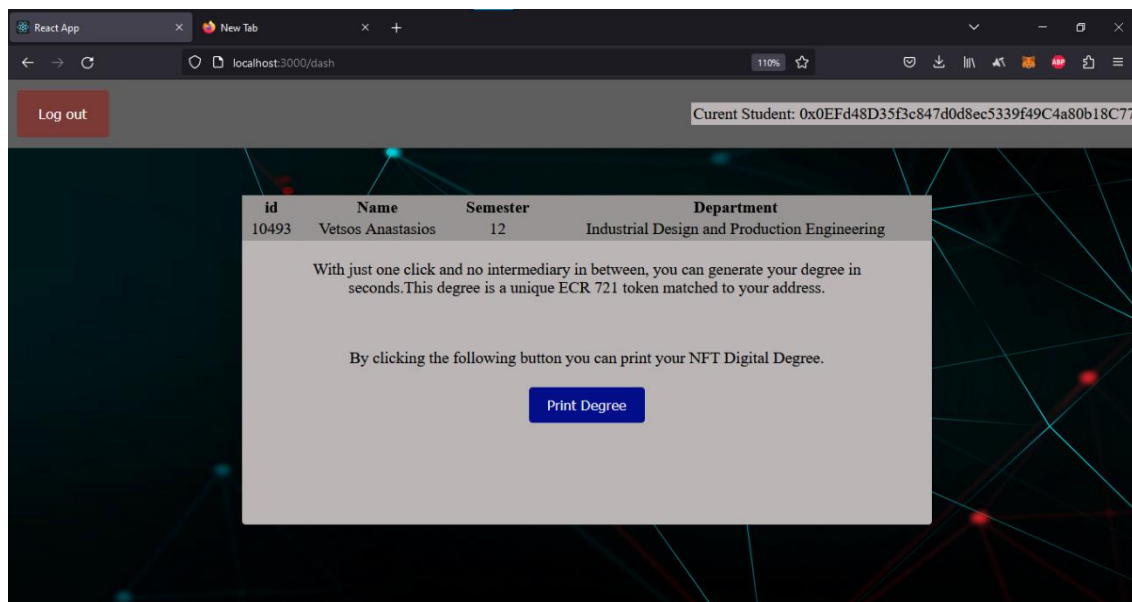 React App
New Tab
localhost:3000/dash
110%
ABP
Log out
Curent Student: 0x0EFd48D35f3c847d0d8ec5339f49C4a80b18C77
id Name Semester Department
10493 Vetsos Anastasios 12 Industrial Design and Production Engineering
With just one click and no intermediary in between, you can generate your degree in
seconds.This degree is a unique ECR 721 token matched to your address.
By clicking the following button you can print your NFT Digital Degree.
Print Degree